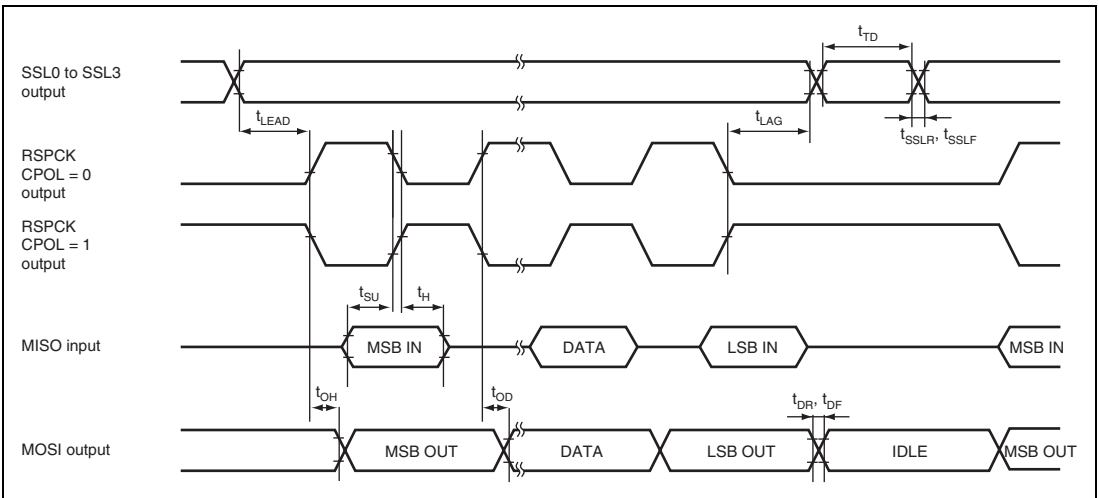 tTD
SSL0 to SSL3
output
tLEAD
tLAG
tSSLR, tSSLF
RSPCK
CPOL = 0
output
RSPCK
CPOL = 1
output
tSU
tH
MISO input
MSB IN
DATA
LSB IN
MSB IN
tOH
tOD
tDR, tDF
MOSI output
MSB OUT
DATA
LSB OUT
IDLE
MSB OUT